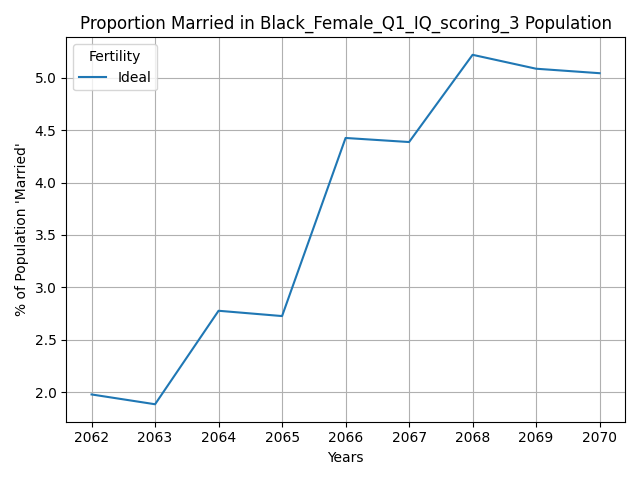 Proportion Married in Black_Female_Q1_IQ_scoring_3 Population
Fertility
Ideal
% of Population 'Married'
5.0
4.5
4.0
3.5
3.0
2.5
2.0
2062 2063 2064 2065 2066 2067 2068 2069 2070
Years